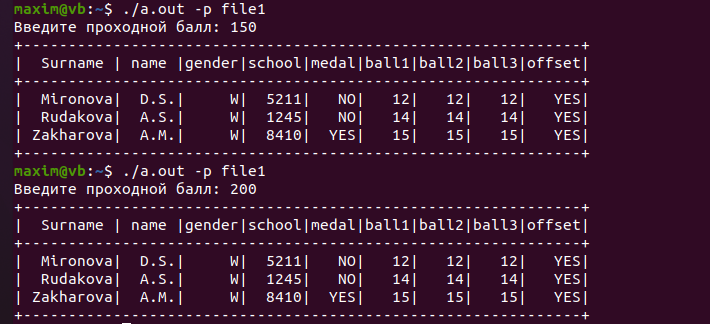 maxim@vb:~$ ./a.out -p file1
Введите проходной балл: 150
+--------------------------------------------------------------+
|  Surname | name |gender|school|medal|ball1|ball2|ball3|offset|
+--------------------------------------------------------------+
|  Mironova|  D.S.|     W|  5211|   NO|   12|   12|   12|   YES|
|  Rudakova|  A.S.|     W|  1245|   NO|   14|   14|   14|   YES|
| Zakharova|  A.M.|     W|  8410|  YES|   15|   15|   15|   YES|
+--------------------------------------------------------------+
maxim@vb:~$ ./a.out -p file1
Введите проходной балл: 200
+--------------------------------------------------------------+
|  Surname | name |gender|school|medal|ball1|ball2|ball3|offset|
+--------------------------------------------------------------+
|  Mironova|  D.S.|     W|  5211|   NO|   12|   12|   12|   YES|
|  Rudakova|  A.S.|     W|  1245|   NO|   14|   14|   14|   YES|
| Zakharova|  A.M.|     W|  8410|  YES|   15|   15|   15|   YES|
+--------------------------------------------------------------+